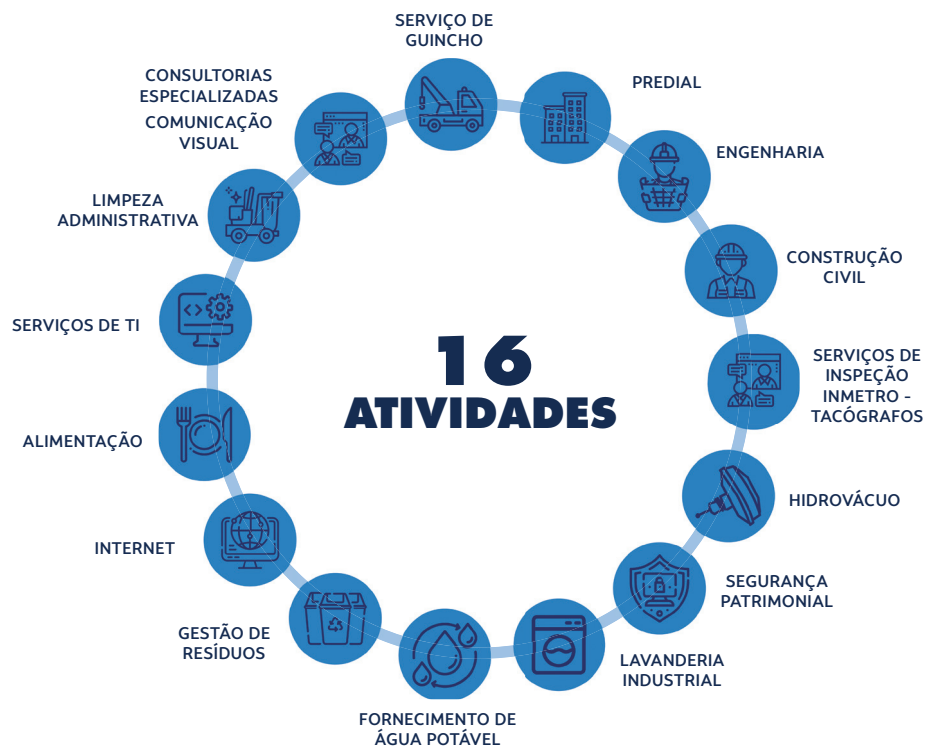 SERVIÇO DE
GUINCHO
PREDIAL
ENGENHARIA
CONSTRUÇÃO
CIVIL
SERVIÇOS DE
INSPEÇÃO
INMETRO -
TACÓGRAFOS
HIDROVÁCUO
SEGURANÇA
PATRIMONIAL
LAVANDERIA
INDUSTRIAL
FORNECIMENTO DE
ÁGUA POTÁVEL
GESTÃO DE
RESÍDUOS
INTERNET
ALIMENTAÇÃO
SERVIÇOS DE TI
LIMPEZA
ADMINISTRATIVA
CONSULTORIAS
ESPECIALIZADAS
COMUNICAÇÃO
VISUAL
16
ATIVIDADES